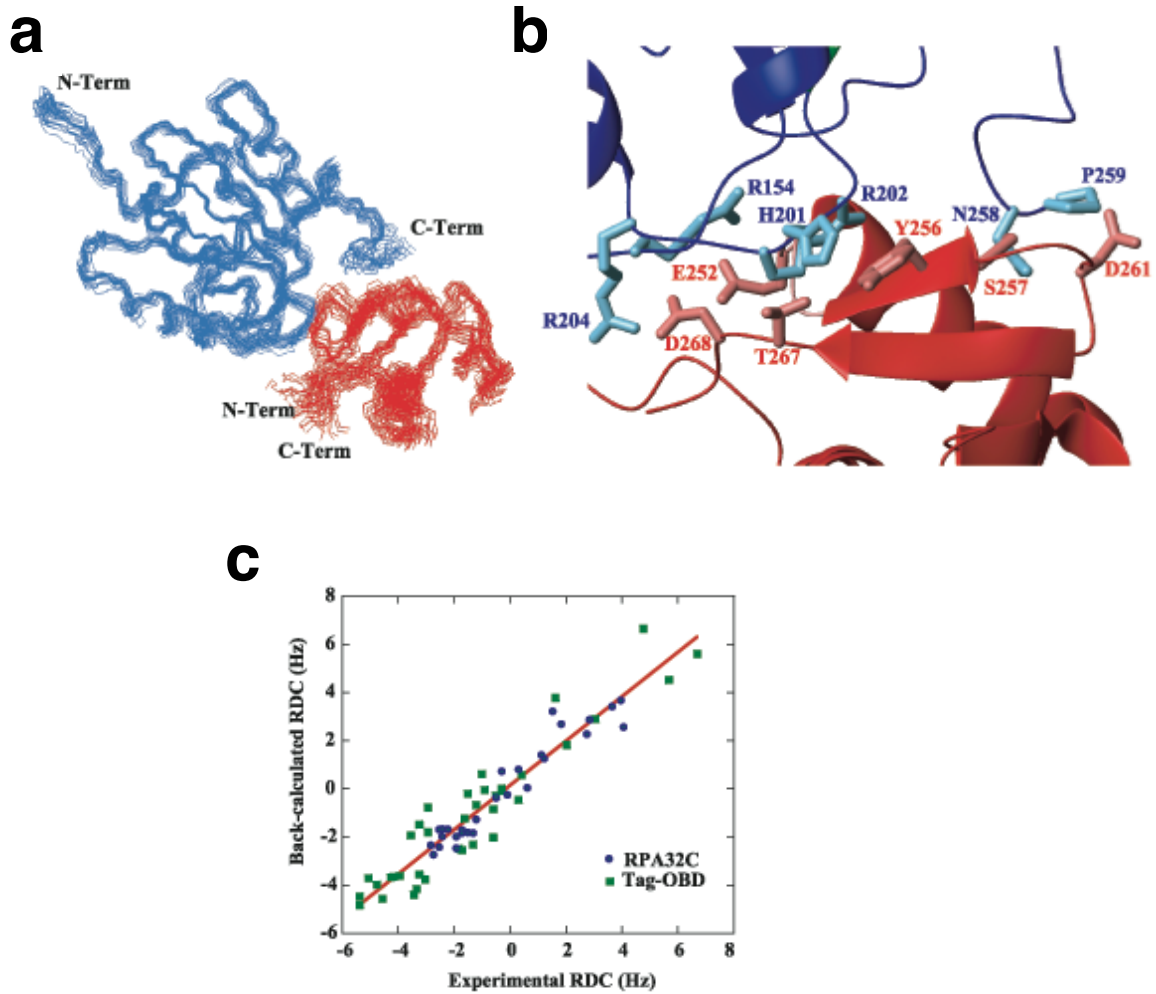 a
b
N-Term
C-Term
N-Term
C-Term
R154
H201
R202
P259
N258
Y256
E252
S257
D261
R204
D268
T267
c
Back-calculated RDC (Hz)
8
6
4
2
0
-2
-4
-6
RPA32C
Tag-OBD
-6 -4 -2 0 2 4 6 8
Experimental RDC (Hz)